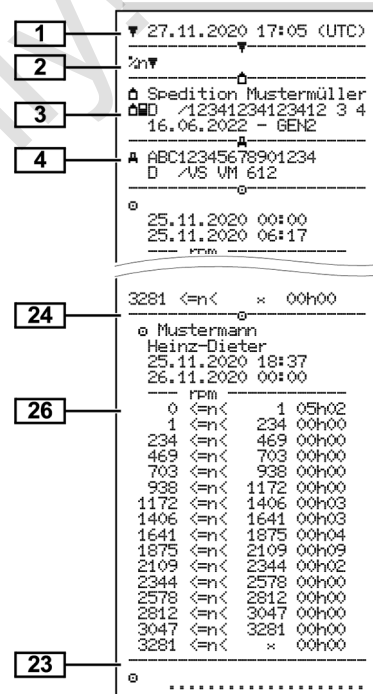 1 ▼ 27.11.2020 17:05 (UTC)
2 %n▼
Spedition Mustermüller
3 D /12341234123412 3 4
16.06.2022 - GEN2
4 ABC12345678901234
D /VS VM 612
25.11.2020 00:00
25.11.2020 06:17
--- rpm ---
3281 <=n< × 00h00
24
Mustermann
Heinz-Dieter
25.11.2020 18:37
26.11.2020 00:00
--- rpm ---
26 0 <=n< 1 05h02
1 <=n< 234 00h00
234 <=n< 469 00h00
469 <=n< 703 00h00
703 <=n< 938 00h00
938 <=n< 1172 00h00
1172 <=n< 1406 00h03
1406 <=n< 1641 00h03
1641 <=n< 1875 00h04
1875 <=n< 2109 00h09
2109 <=n< 2344 00h02
2344 <=n< 2578 00h00
2578 <=n< 2812 00h00
2812 <=n< 3047 00h00
3047 <=n< 3281 00h00
3281 <=n< × 00h00
23